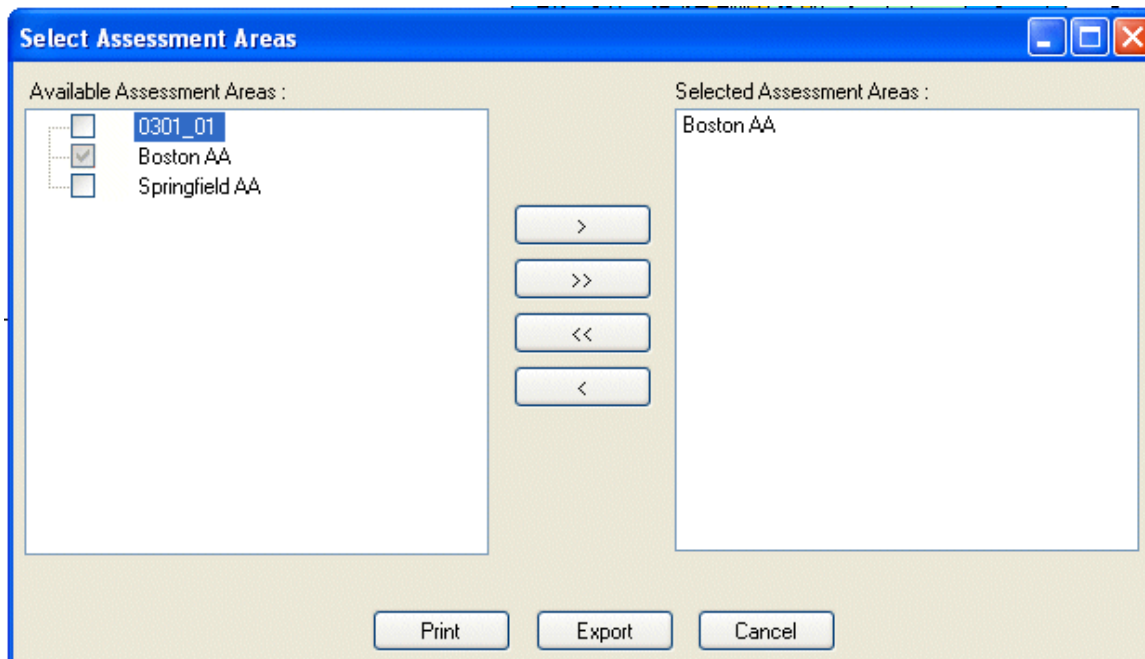 Select Assessment Areas
Available Assessment Areas :
0301_01
Boston AA
Springfield AA
>
>>
<<
<
Selected Assessment Areas :
Boston AA
Print
Export
Cancel